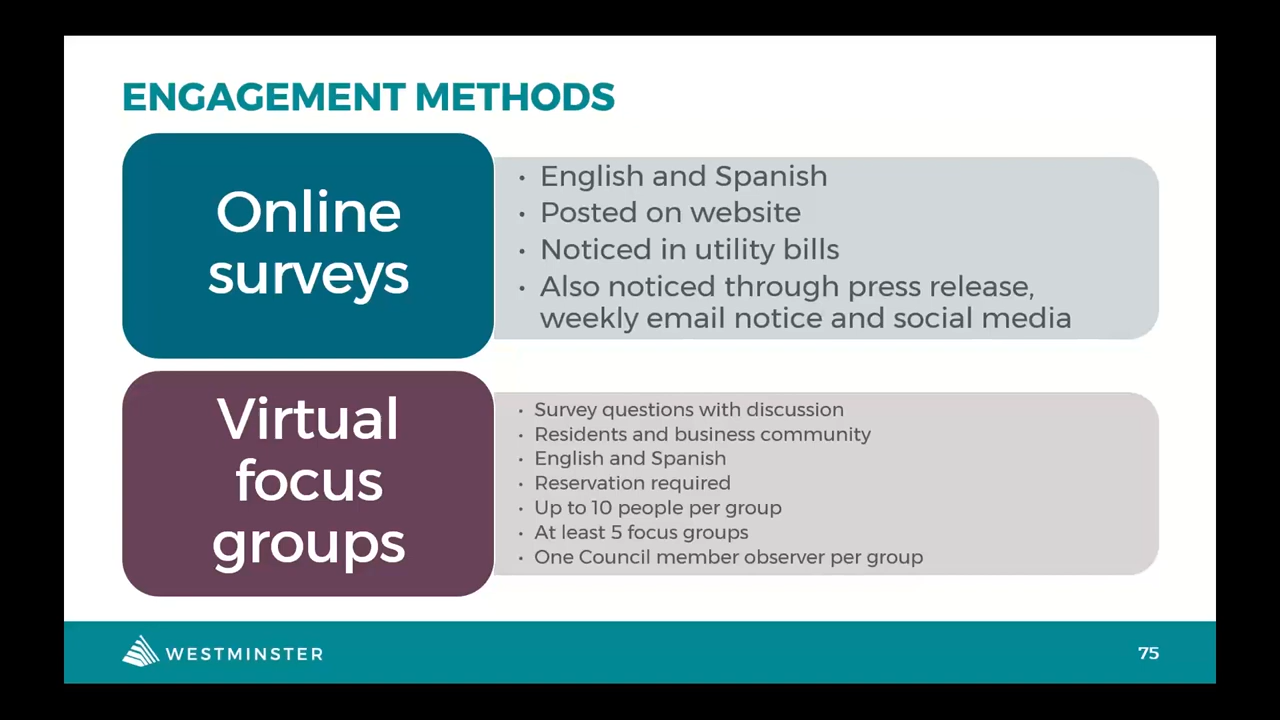 ENGAGEMENT METHODS
Online
surveys
• English and Spanish
• Posted on website
• Noticed in utility bills
• Also noticed through press release,
weekly email notice and social media
Virtual
focus
groups
• Survey questions with discussion
• Residents and business community
• English and Spanish
• Reservation required
• Up to 10 people per group
• At least 5 focus groups
• One Council member observer per group
WESTMINSTER
75